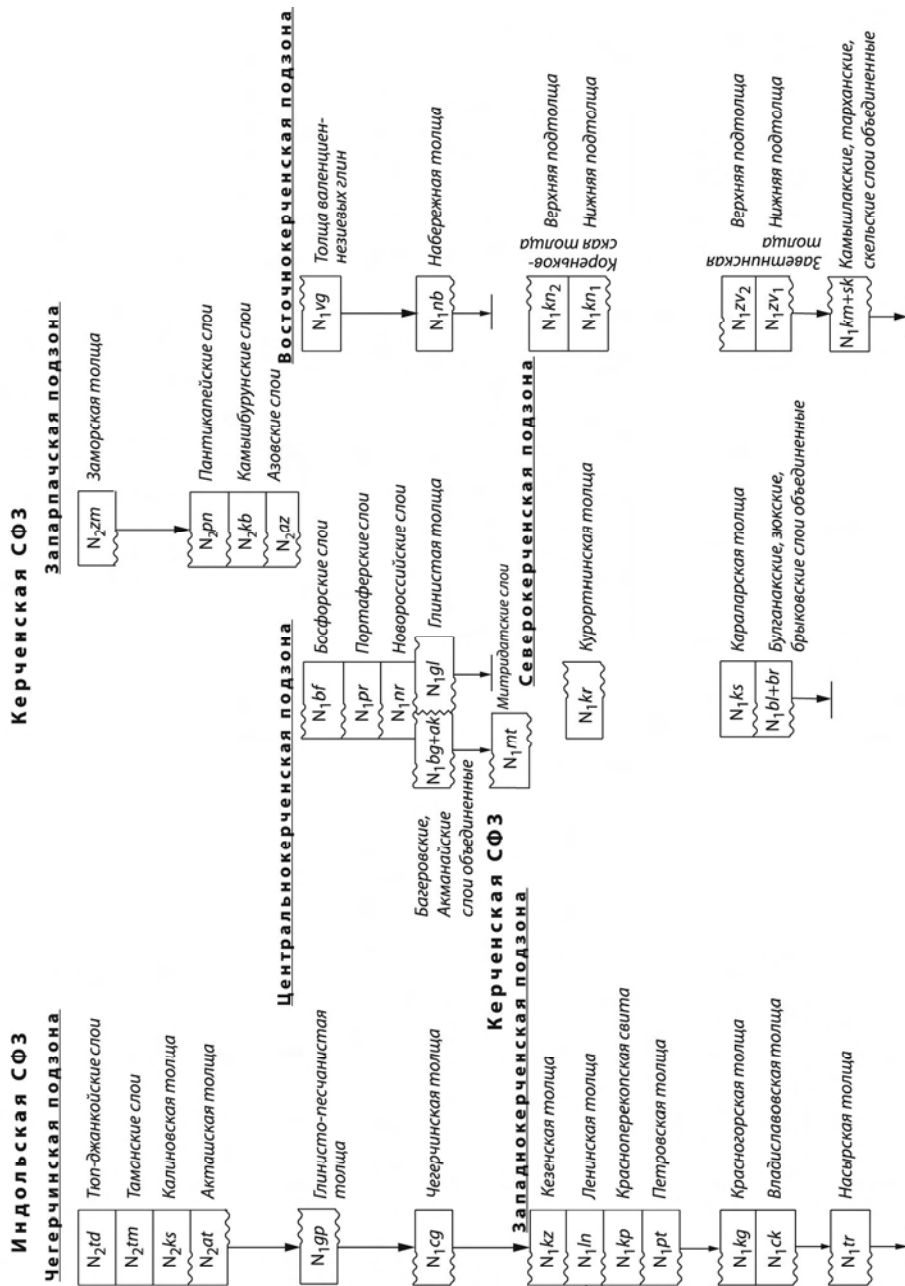 Индольская СФЗ
Чегерчинская подзона
N2td Тюп-джанкойские слои
N2tm Таманские слои
N2ks Калиновская толща
N2at Акташская толща
N1gp Глинисто-песчанистая
толща
N1cg Чегерчинская толща
Керченская СФЗ
Западнокерченская подзона
N1kz Кезенская толща
N1ln Ленинская толща
N1kp Красноперекопская свита
N1pt Петровская толща
N1kg Красногорская толща
N1ck Владиславовская толща
N1tr Насырская толща
Керченская СФЗ
Запарпачская подзона
N2zm Заморская толща
N2pn Пантикапейские слои
N2kb Камышбурунские слои
N2az Азовские слои
Центральнокерченская подзона
N1bf Босфорские слои
N1pr Портаферские слои
N1nr Новороссийские слои
N1gl Глинистая толща
N1bg+ak
Багеровские,
Акманайские
слои объединенные
N1mt Митридатские слои
Северокерченская подзона
N1kr Курортнинская толща
N1ks Караларская толща
N1bl+br Булганакские, зюкские,
брыковские слои объединенные
Восточнокерченская подзона
N1vg Толща валенциен-
незиевых глин
N1nb Набережная толща
Кореньков-
ская толща
N1kn2 Верхняя подтолща
N1kn1 Нижняя подтолща
Заветнинская
толща
N1zv2 Верхняя подтолща
N1zv1 Нижняя подтолща
N1km+sk Камышлакские, тарханские,
скельские слои объединенные